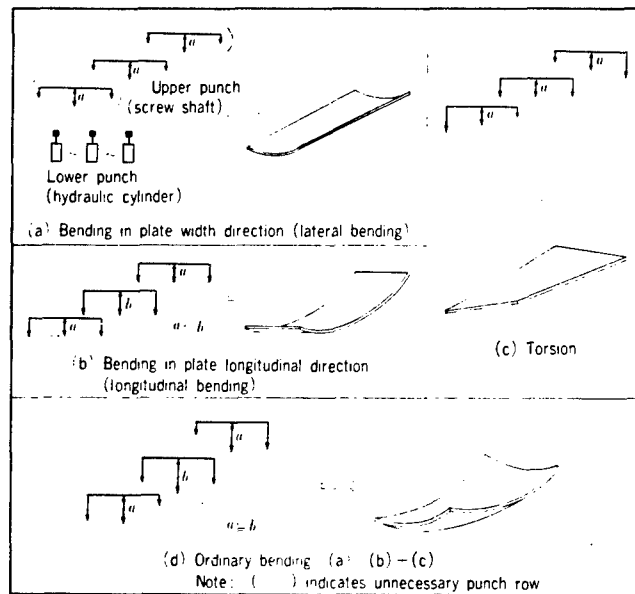 a
a
a
Upper punch
(screw shaft)
Lower punch
(hydraulic cylinder)
(a) Bending in plate width direction (lateral bending)
a
a
a
(c) Torsion
a
b
a
a b
(b) Bending in plate longitudinal direction
(longitudinal bending)
a
b
a
a = b
(d) Ordinary bending (a) (b) - (c)
Note: ( ) indicates unnecessary punch row